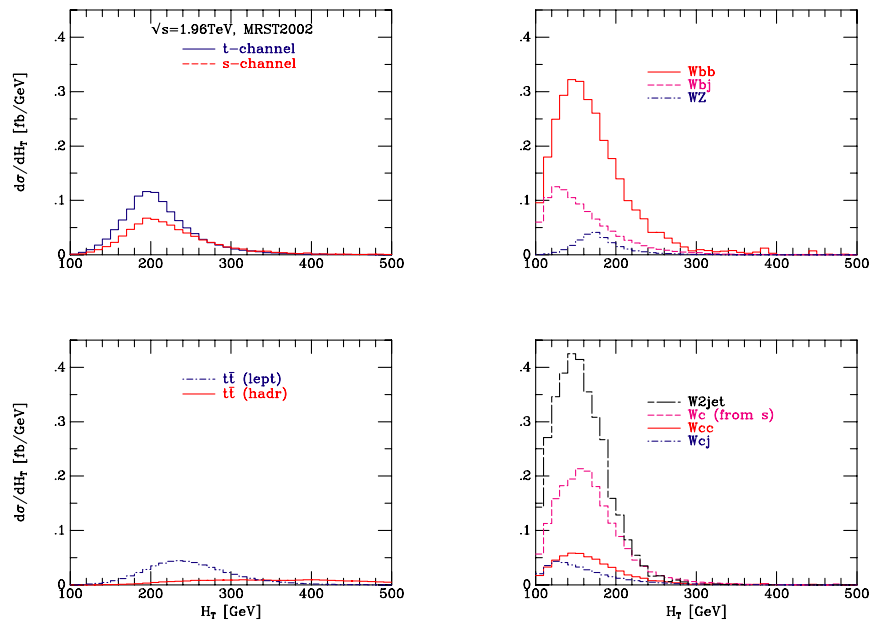 √s=1.96TeV, MRST2002
t-channel
s-channel
dσ/dH_T [fb/GeV]
.4
.3
.2
.1
0
100 200 300 400 500
Wbb
Wbj
WZ
.4
.3
.2
.1
0
100 200 300 400 500
tt̄ (lept)
tt̄ (hadr)
dσ/dH_T [fb/GeV]
.4
.3
.2
.1
0
100 200 300 400 500
H_T [GeV]
W2jet
Wc (from s)
Wcc
Wcj
.4
.3
.2
.1
0
100 200 300 400 500
H_T [GeV]